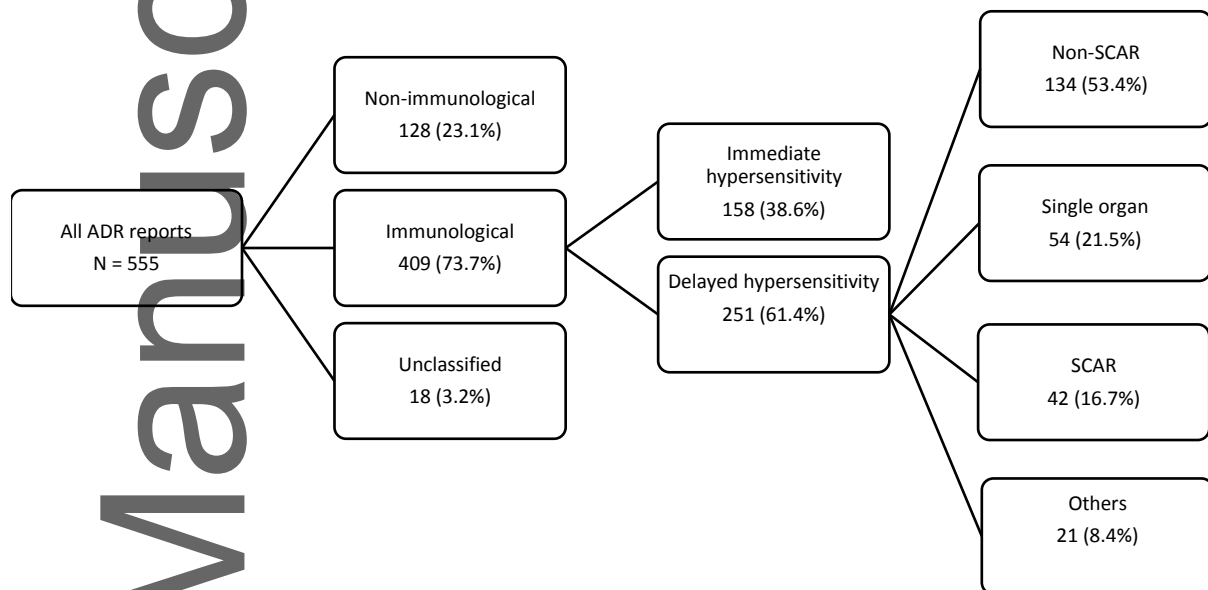 Manusc
All ADR reports
N = 555
Non-immunological
128 (23.1%)
Immunological
409 (73.7%)
Unclassified
18 (3.2%)
Immediate
hypersensitivity
158 (38.6%)
Delayed hypersensitivity
251 (61.4%)
Non-SCAR
134 (53.4%)
Single organ
54 (21.5%)
SCAR
42 (16.7%)
Others
21 (8.4%)